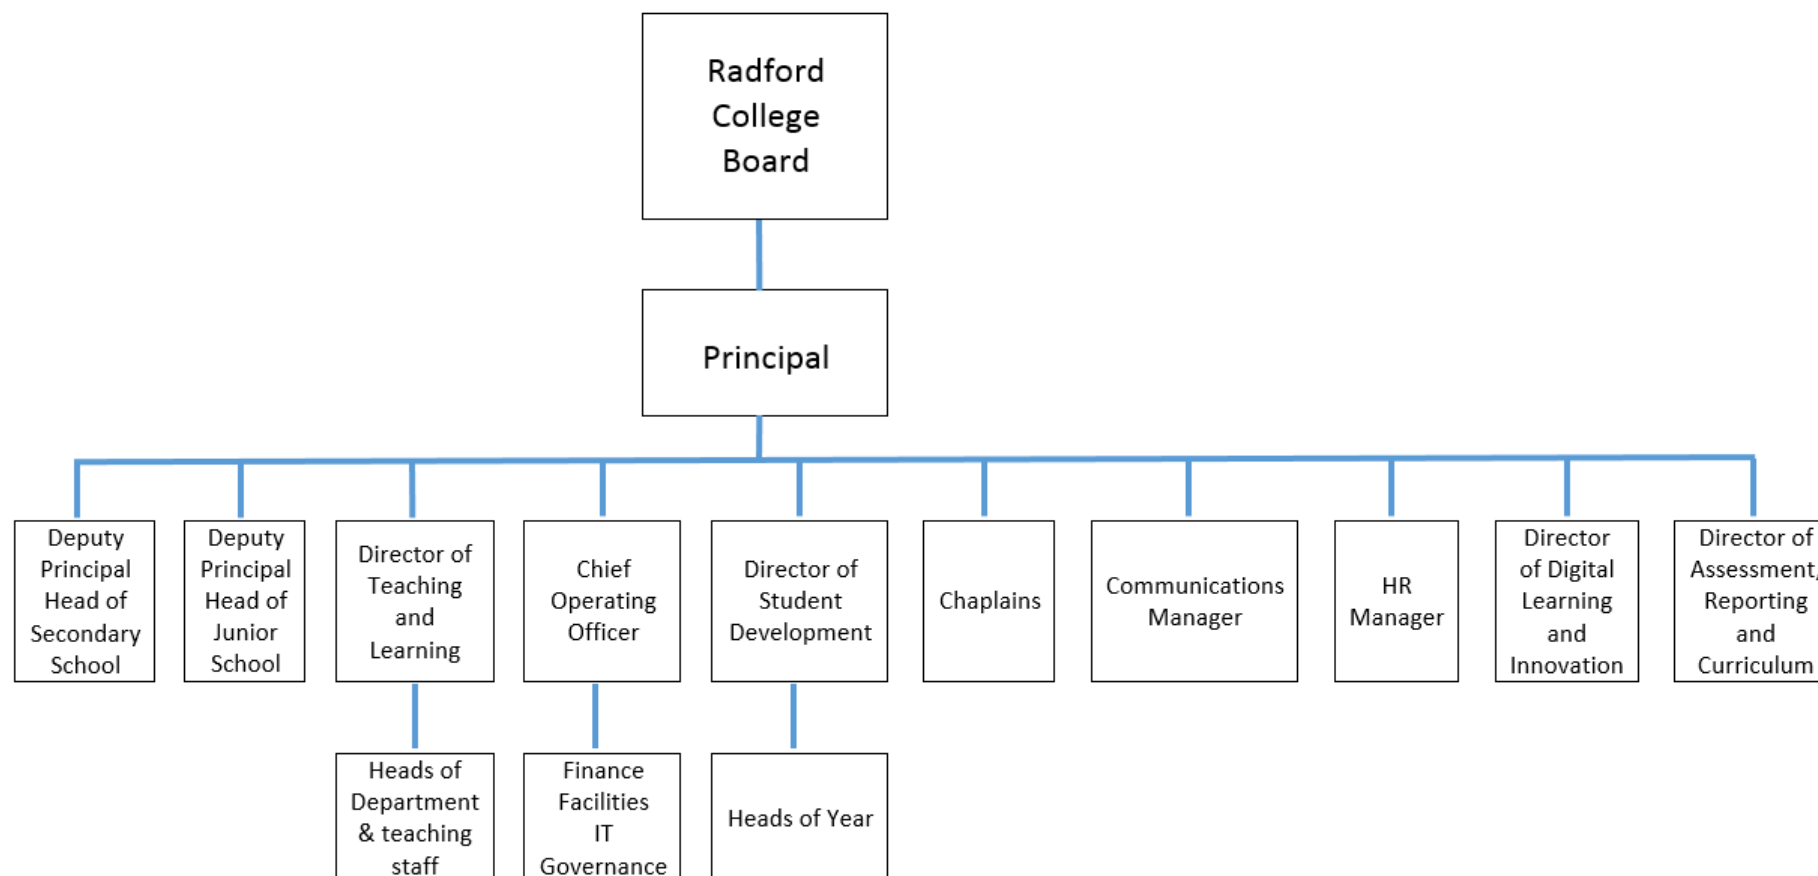 Radford
College
Board
Principal
Deputy
Principal
Head of
Secondary
School
Deputy
Principal
Head of
Junior
School
Director of
Teaching
and
Learning
Chief
Operating
Officer
Director of
Student
Development
Chaplains
Communications
Manager
HR
Manager
Director
of Digital
Learning
and
Innovation
Director of
Assessment,
Reporting
and
Curriculum
Heads of
Department
& teaching
staff
Finance
Facilities
IT
Governance
Heads of Year